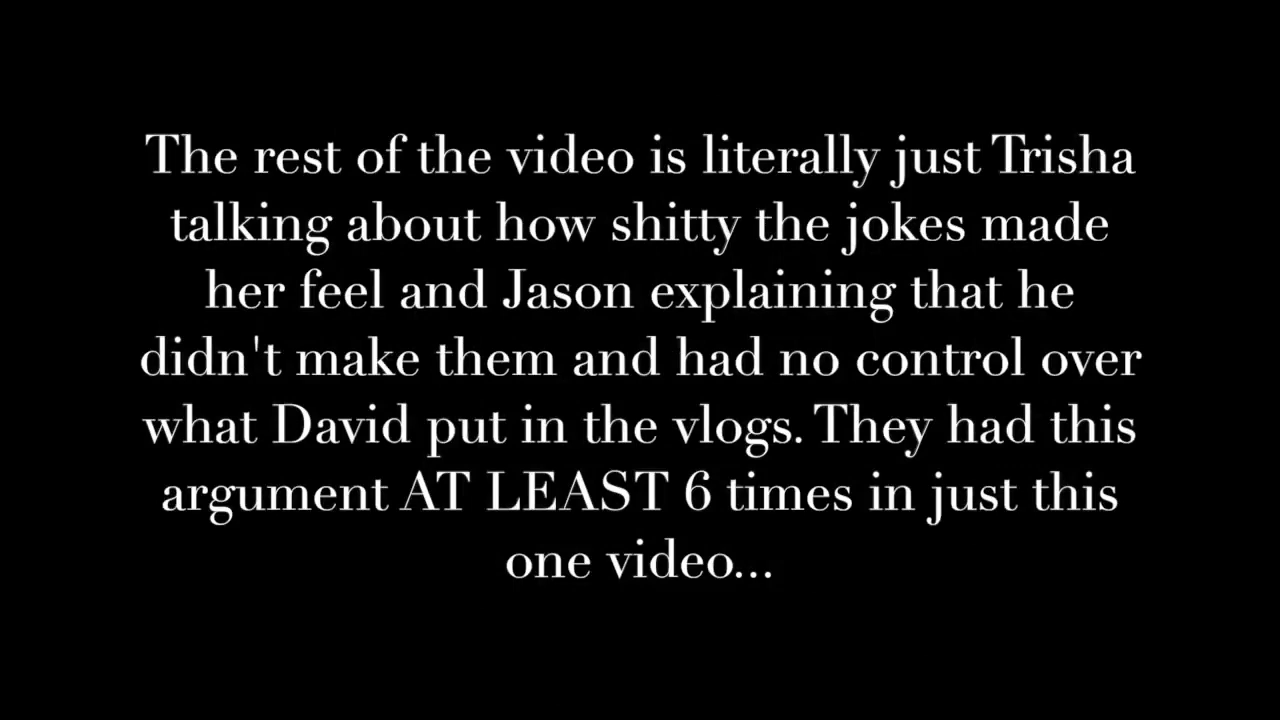 The rest of the video is literally just Trisha
talking about how shitty the jokes made
her feel and Jason explaining that he
didn't make them and had no control over
what David put in the vlogs. They had this
argument AT LEAST 6 times in just this
one video...